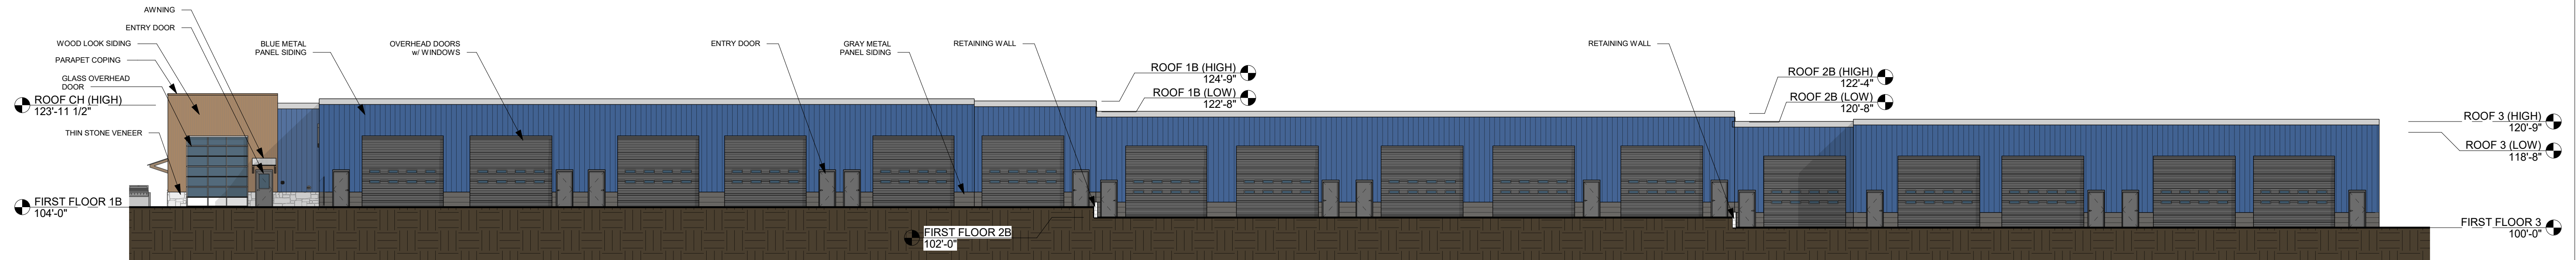 AWNING
ENTRY DOOR
WOOD LOOK SIDING
PARAPET COPING
GLASS OVERHEAD
DOOR
ROOF CH (HIGH)
123'-11 1/2"
THIN STONE VENEER
FIRST FLOOR 1B
104'-0"
BLUE METAL
PANEL SIDING
OVERHEAD DOORS
w/ WINDOWS
ENTRY DOOR
GRAY METAL
PANEL SIDING
RETAINING WALL
ROOF 1B (HIGH)
124'-9"
ROOF 1B (LOW)
122'-8"
FIRST FLOOR 2B
102'-0"
RETAINING WALL
ROOF 2B (HIGH)
122'-4"
ROOF 2B (LOW)
120'-8"
ROOF 3 (HIGH)
120'-9"
ROOF 3 (LOW)
118'-8"
FIRST FLOOR 3
100'-0"